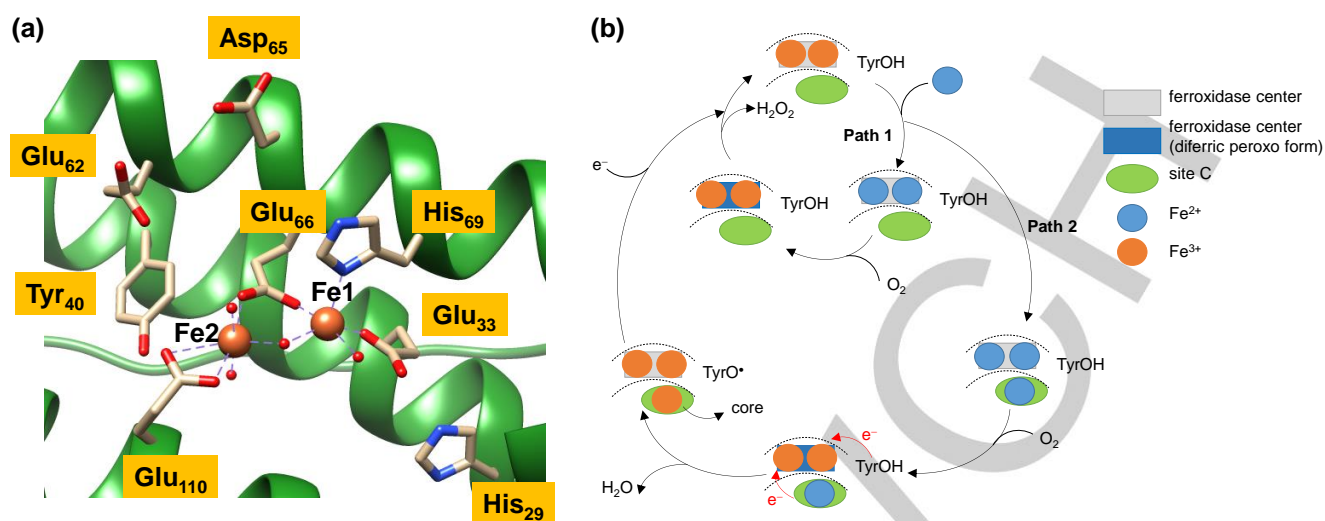 (a)
Asp₆₅
Glu₆₂
Glu₆₆
His₆₉
Tyr₄₀
Fe1
Fe2
Glu₃₃
Glu₁₁₀
His₂₉
(b)
TyrOH
H₂O₂
Path 1
e⁻
TyrOH
TyrOH
O₂
Path 2
ferroxidase center
ferroxidase center
(diferric peroxo form)
site C
Fe²⁺
Fe³⁺
TyrOH
O₂
TyrO•
core
e⁻
TyrOH
e⁻
H₂O